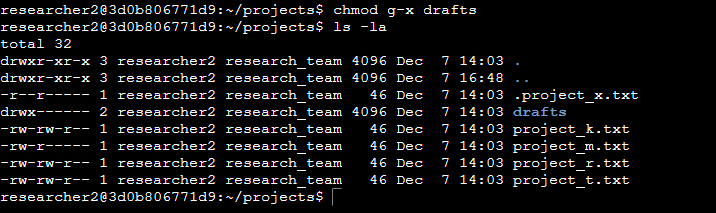 researcher2@3d0b806771d9:~/projects$ chmod g-x drafts
researcher2@3d0b806771d9:~/projects$ ls -la
total 32
drwxr-xr-x 3 researcher2 research_team 4096 Dec  7 14:03 .
drwxr-xr-x 3 researcher2 research_team 4096 Dec  7 16:48 ..
-r--r----- 1 researcher2 research_team   46 Dec  7 14:03 .project_x.txt
drwx------ 2 researcher2 research_team 4096 Dec  7 14:03 drafts
-rw-rw-r-- 1 researcher2 research_team   46 Dec  7 14:03 project_k.txt
-rw-rw-r-- 1 researcher2 research_team   46 Dec  7 14:03 project_m.txt
-rw-rw-r-- 1 researcher2 research_team   46 Dec  7 14:03 project_r.txt
-rw-rw-r-- 1 researcher2 research_team   46 Dec  7 14:03 project_t.txt
researcher2@3d0b806771d9:~/projects$